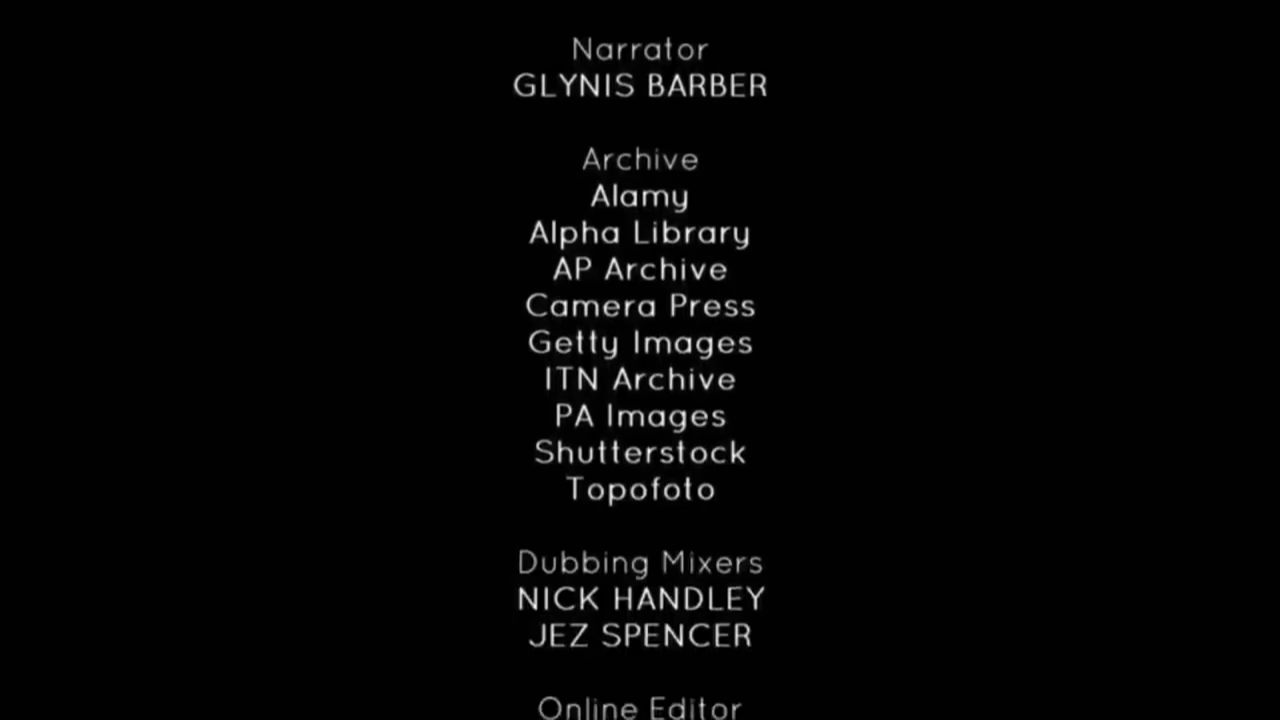 Narrator
GLYNIS BARBER
Archive
Alamy
Alpha Library
AP Archive
Camera Press
Getty Images
ITN Archive
PA Images
Shutterstock
Topofoto
Dubbing Mixers
NICK HANDLEY
JEZ SPENCER
Online Editor